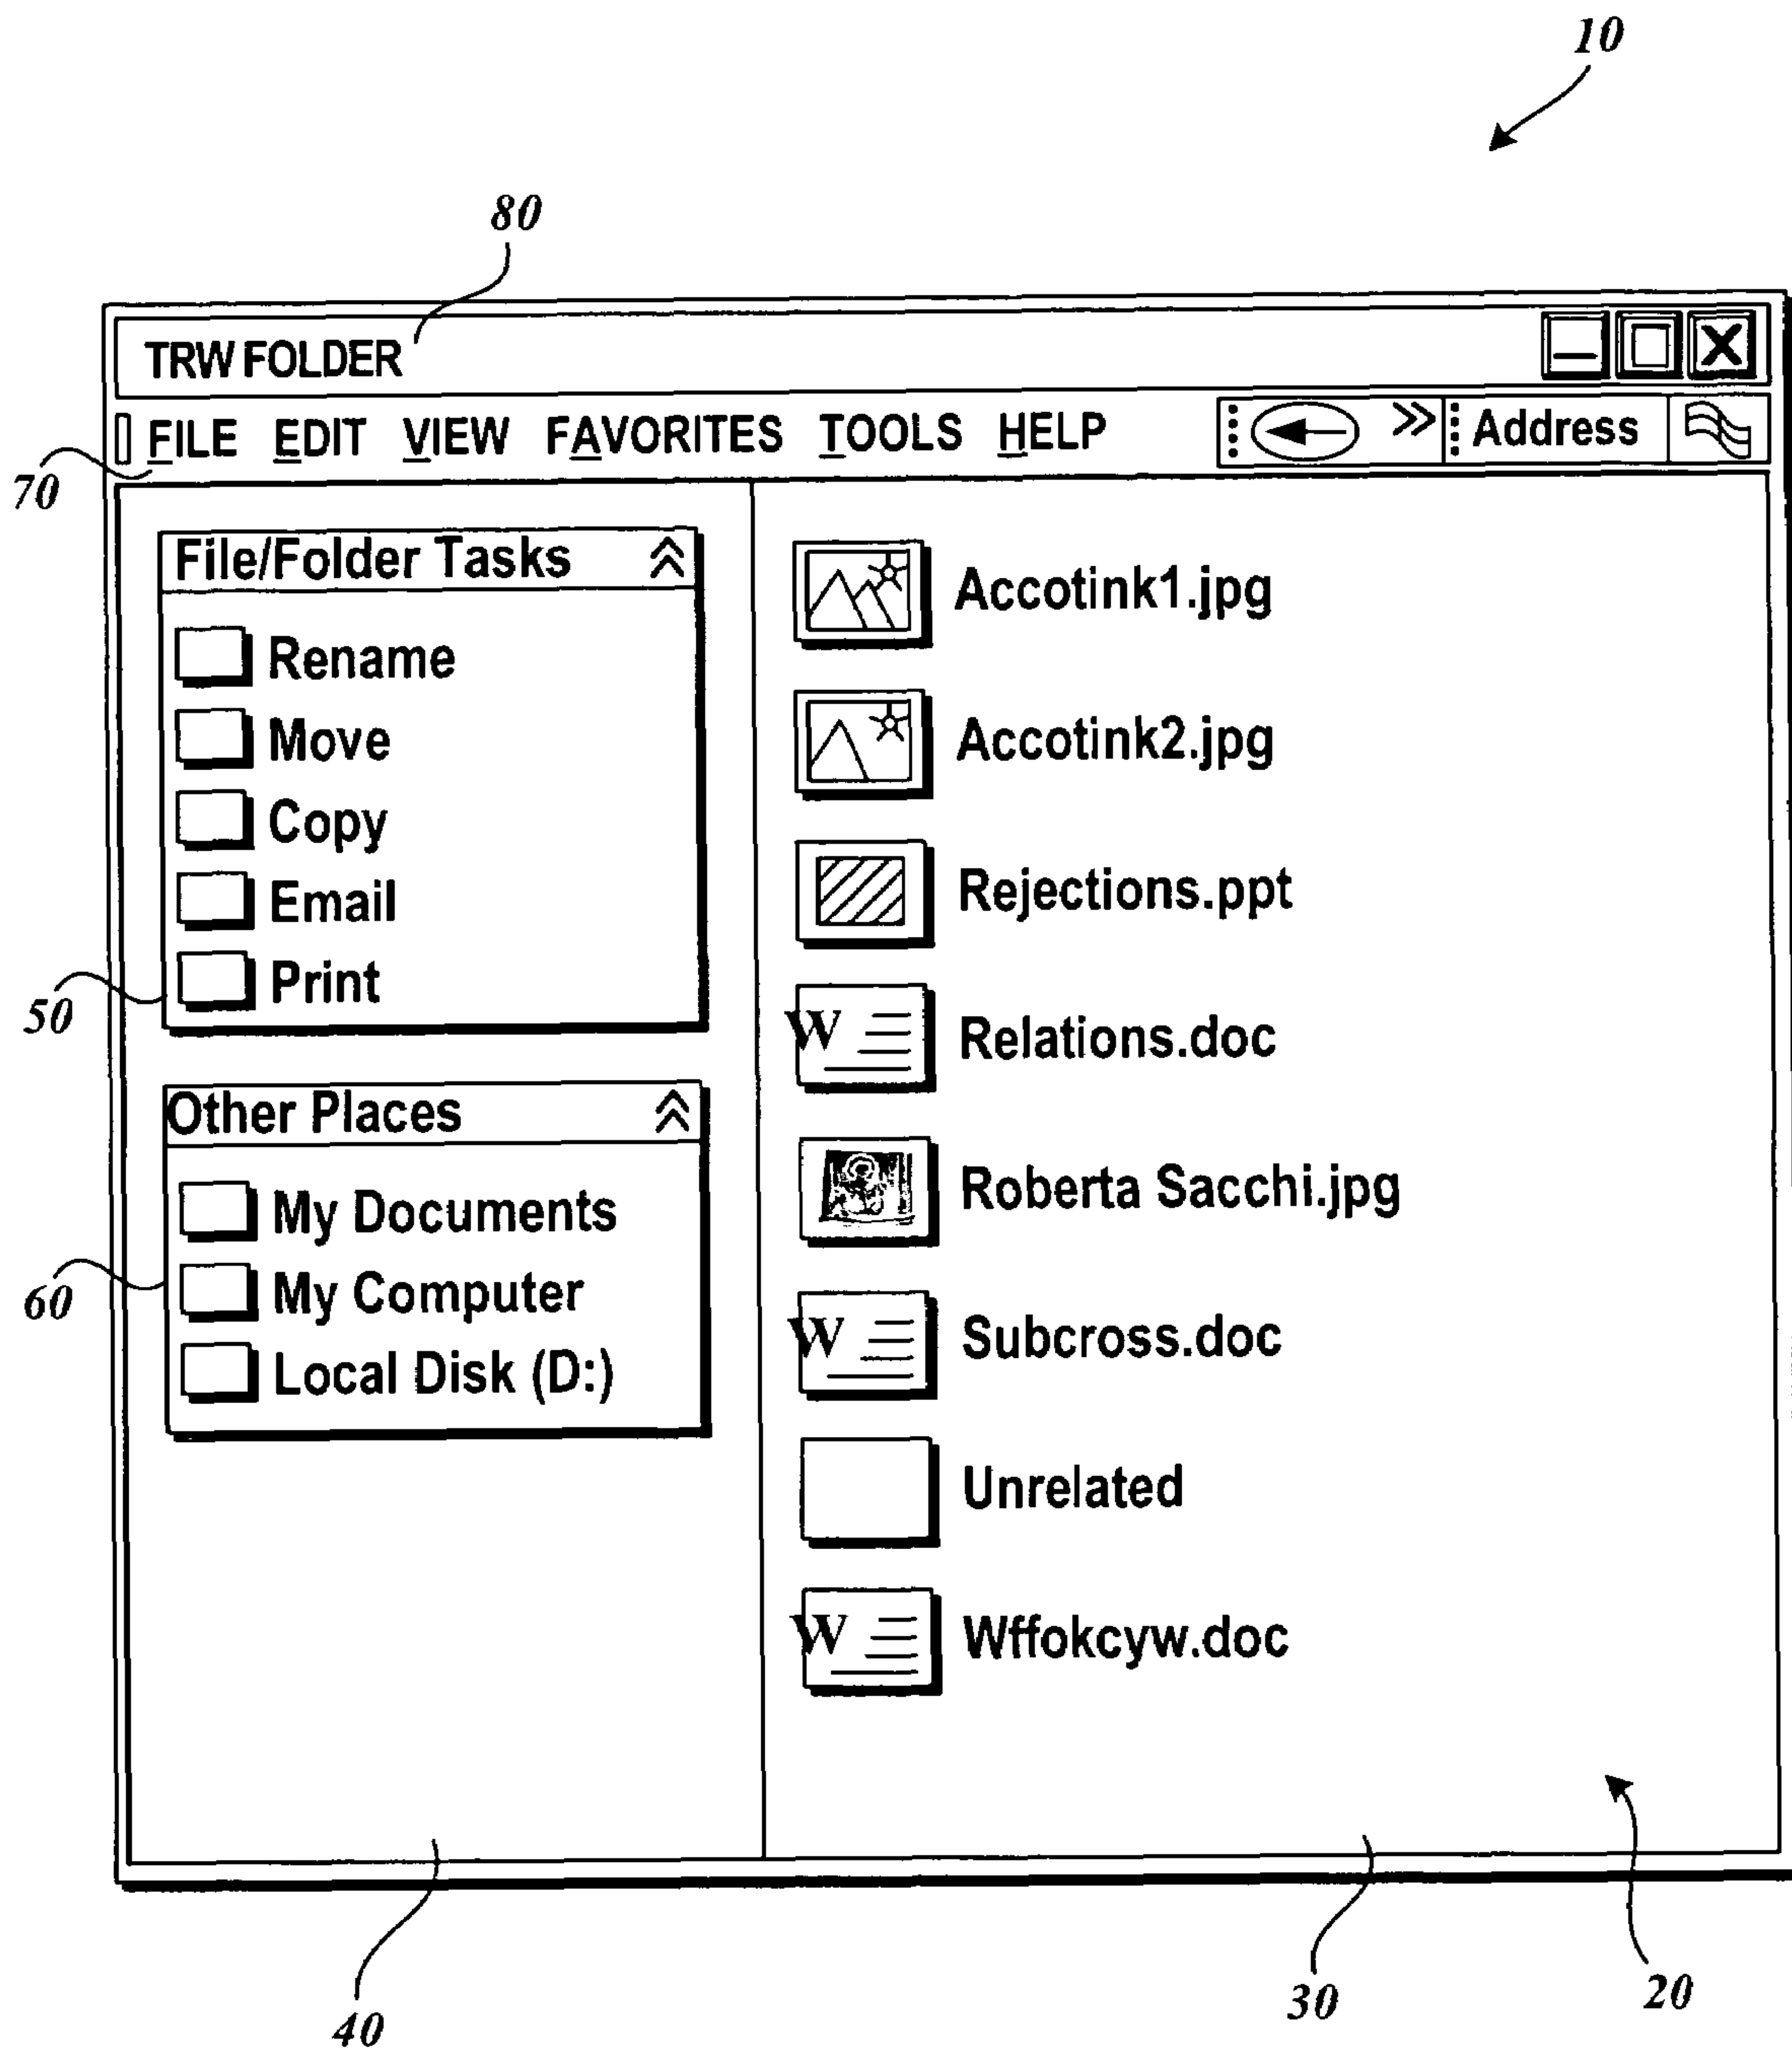 10
80
TRW FOLDER
FILE EDIT VIEW FAVORITES TOOLS HELP Address
70
File/Folder Tasks
Rename
Move
Copy
Email
Print
50
Other Places
My Documents
My Computer
Local Disk (D:)
60
Accotink1.jpg
Accotink2.jpg
Rejections.ppt
W Relations.doc
Roberta Sacchi.jpg
W Subcross.doc
Unrelated
W Wffokcyw.doc
40
30
20